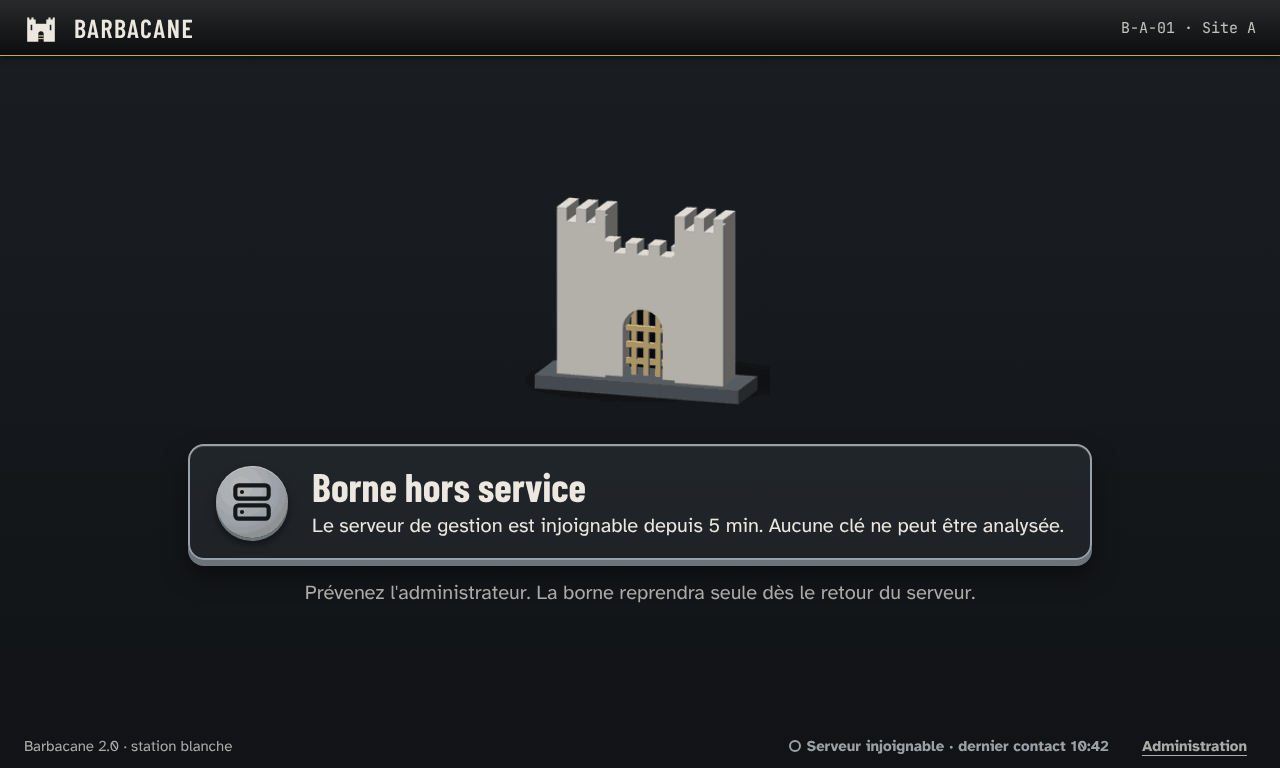 BARBACANE
B-A-01 · Site A
Borne hors service
Le serveur de gestion est injoignable depuis 5 min. Aucune clé ne peut être analysée.
Prévenez l'administrateur. La borne reprendra seule dès le retour du serveur.
Barbacane 2.0 · station blanche
Serveur injoignable · dernier contact 10:42
Administration